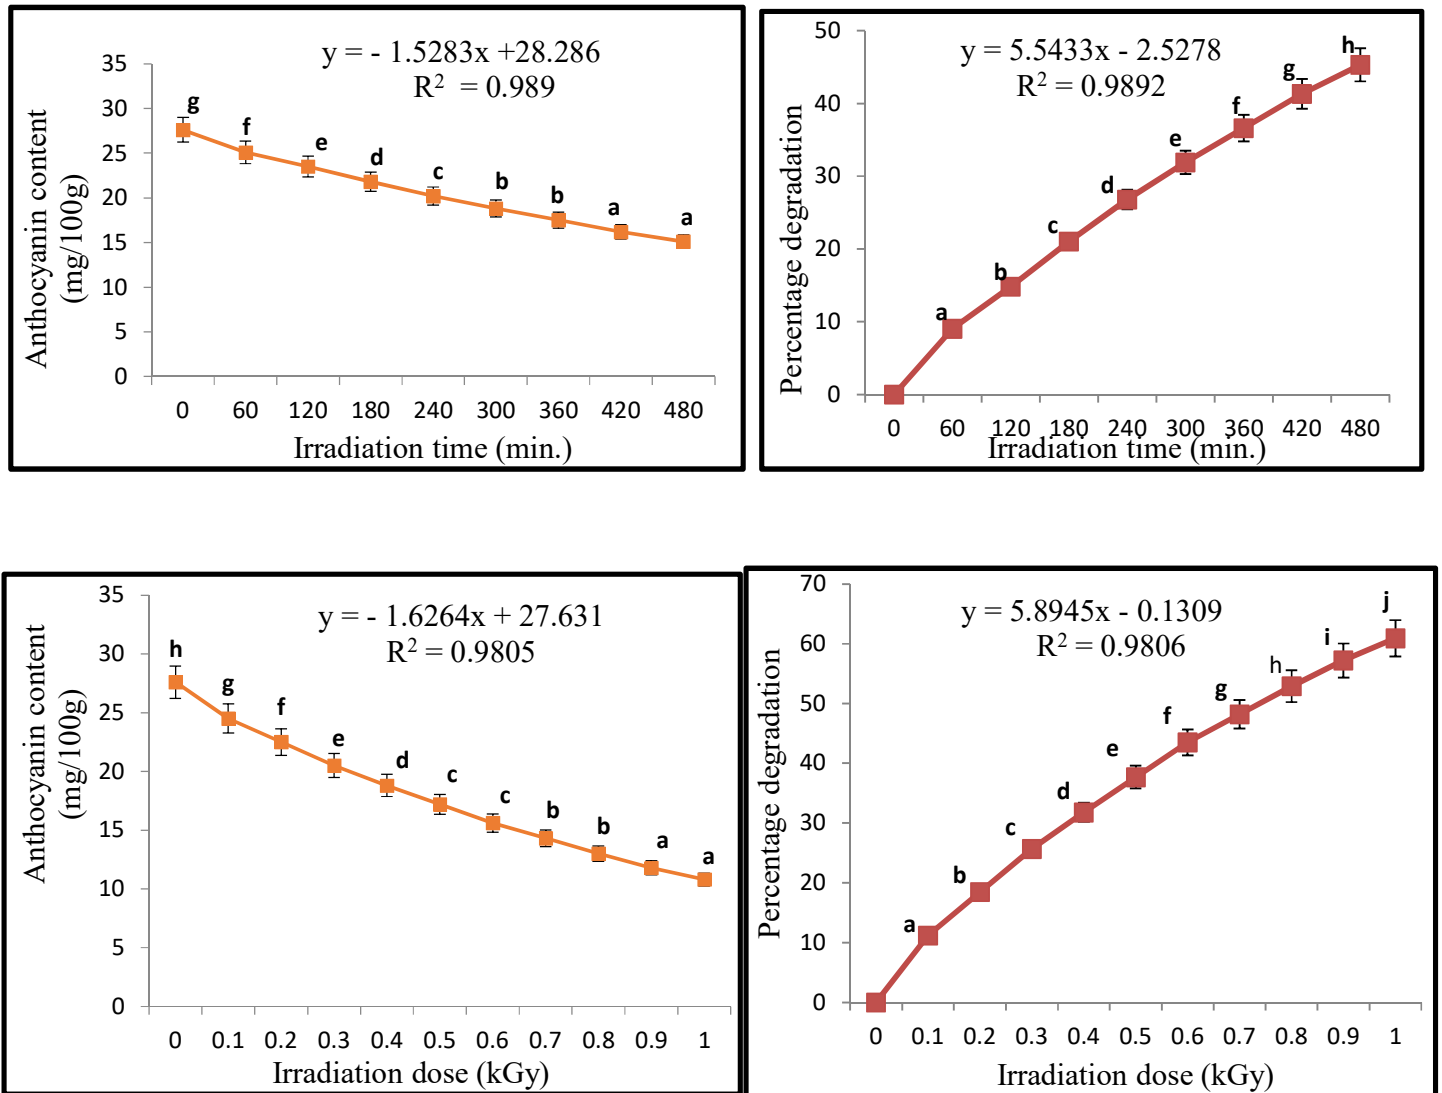 y = - 1.5283x +28.286
R² = 0.989
35
30
25
20
15
10
5
0
g
f
e
d
c
b
b
a
a
Anthocyanin content
(mg/100g)
0 60 120 180 240 300 360 420 480
Irradiation time (min.)
y = 5.5433x - 2.5278
R² = 0.9892
50
40
30
20
10
0
a
b
c
d
e
f
g
h
Percentage degradation
0 60 120 180 240 300 360 420 480
Irradiation time (min.)
y = - 1.6264x + 27.631
R² = 0.9805
35
30
25
20
15
10
5
0
h
g
f
e
d
c
c
b
b
a
a
Anthocyanin content
(mg/100g)
0 0.1 0.2 0.3 0.4 0.5 0.6 0.7 0.8 0.9 1
Irradiation dose (kGy)
y = 5.8945x - 0.1309
R² = 0.9806
70
60
50
40
30
20
10
0
a
b
c
d
e
f
g
h
i
j
Percentage degradation
0 0.1 0.2 0.3 0.4 0.5 0.6 0.7 0.8 0.9 1
Irradiation dose (kGy)